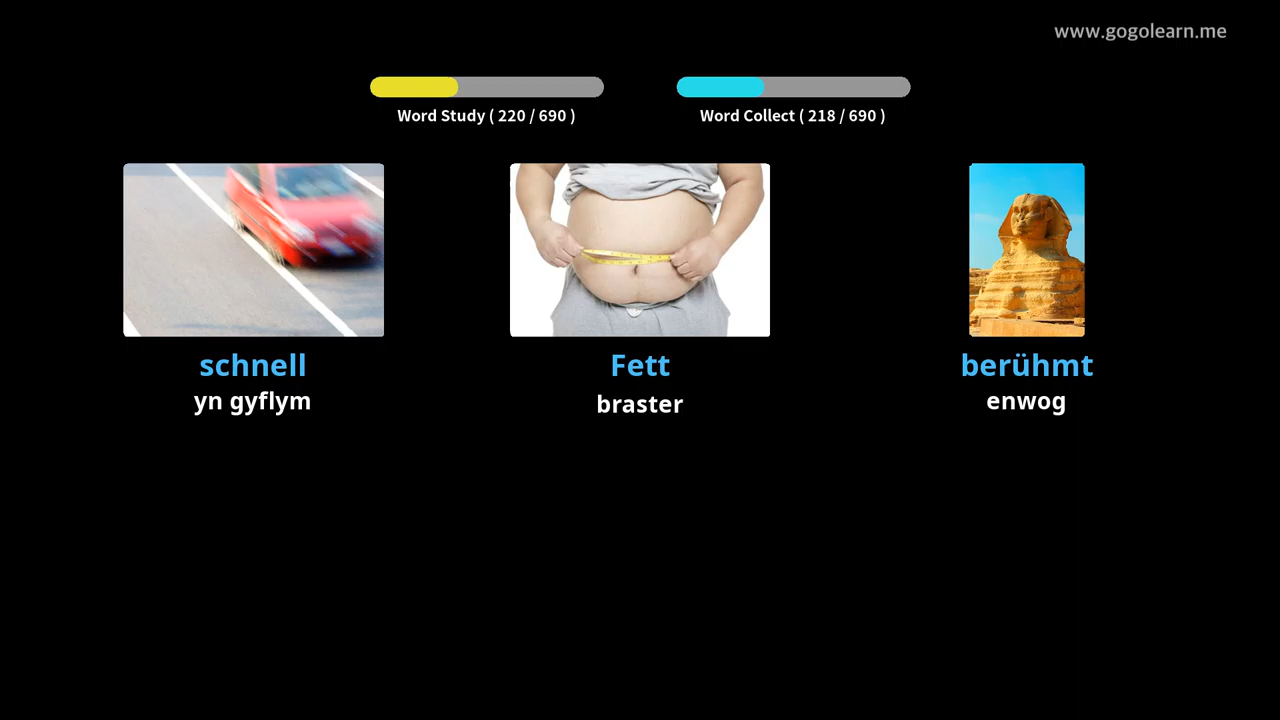 www.gogolearn.me
Word Study ( 220 / 690 )
Word Collect ( 218 / 690 )
schnell
yn gyflym
Fett
braster
berühmt
enwog